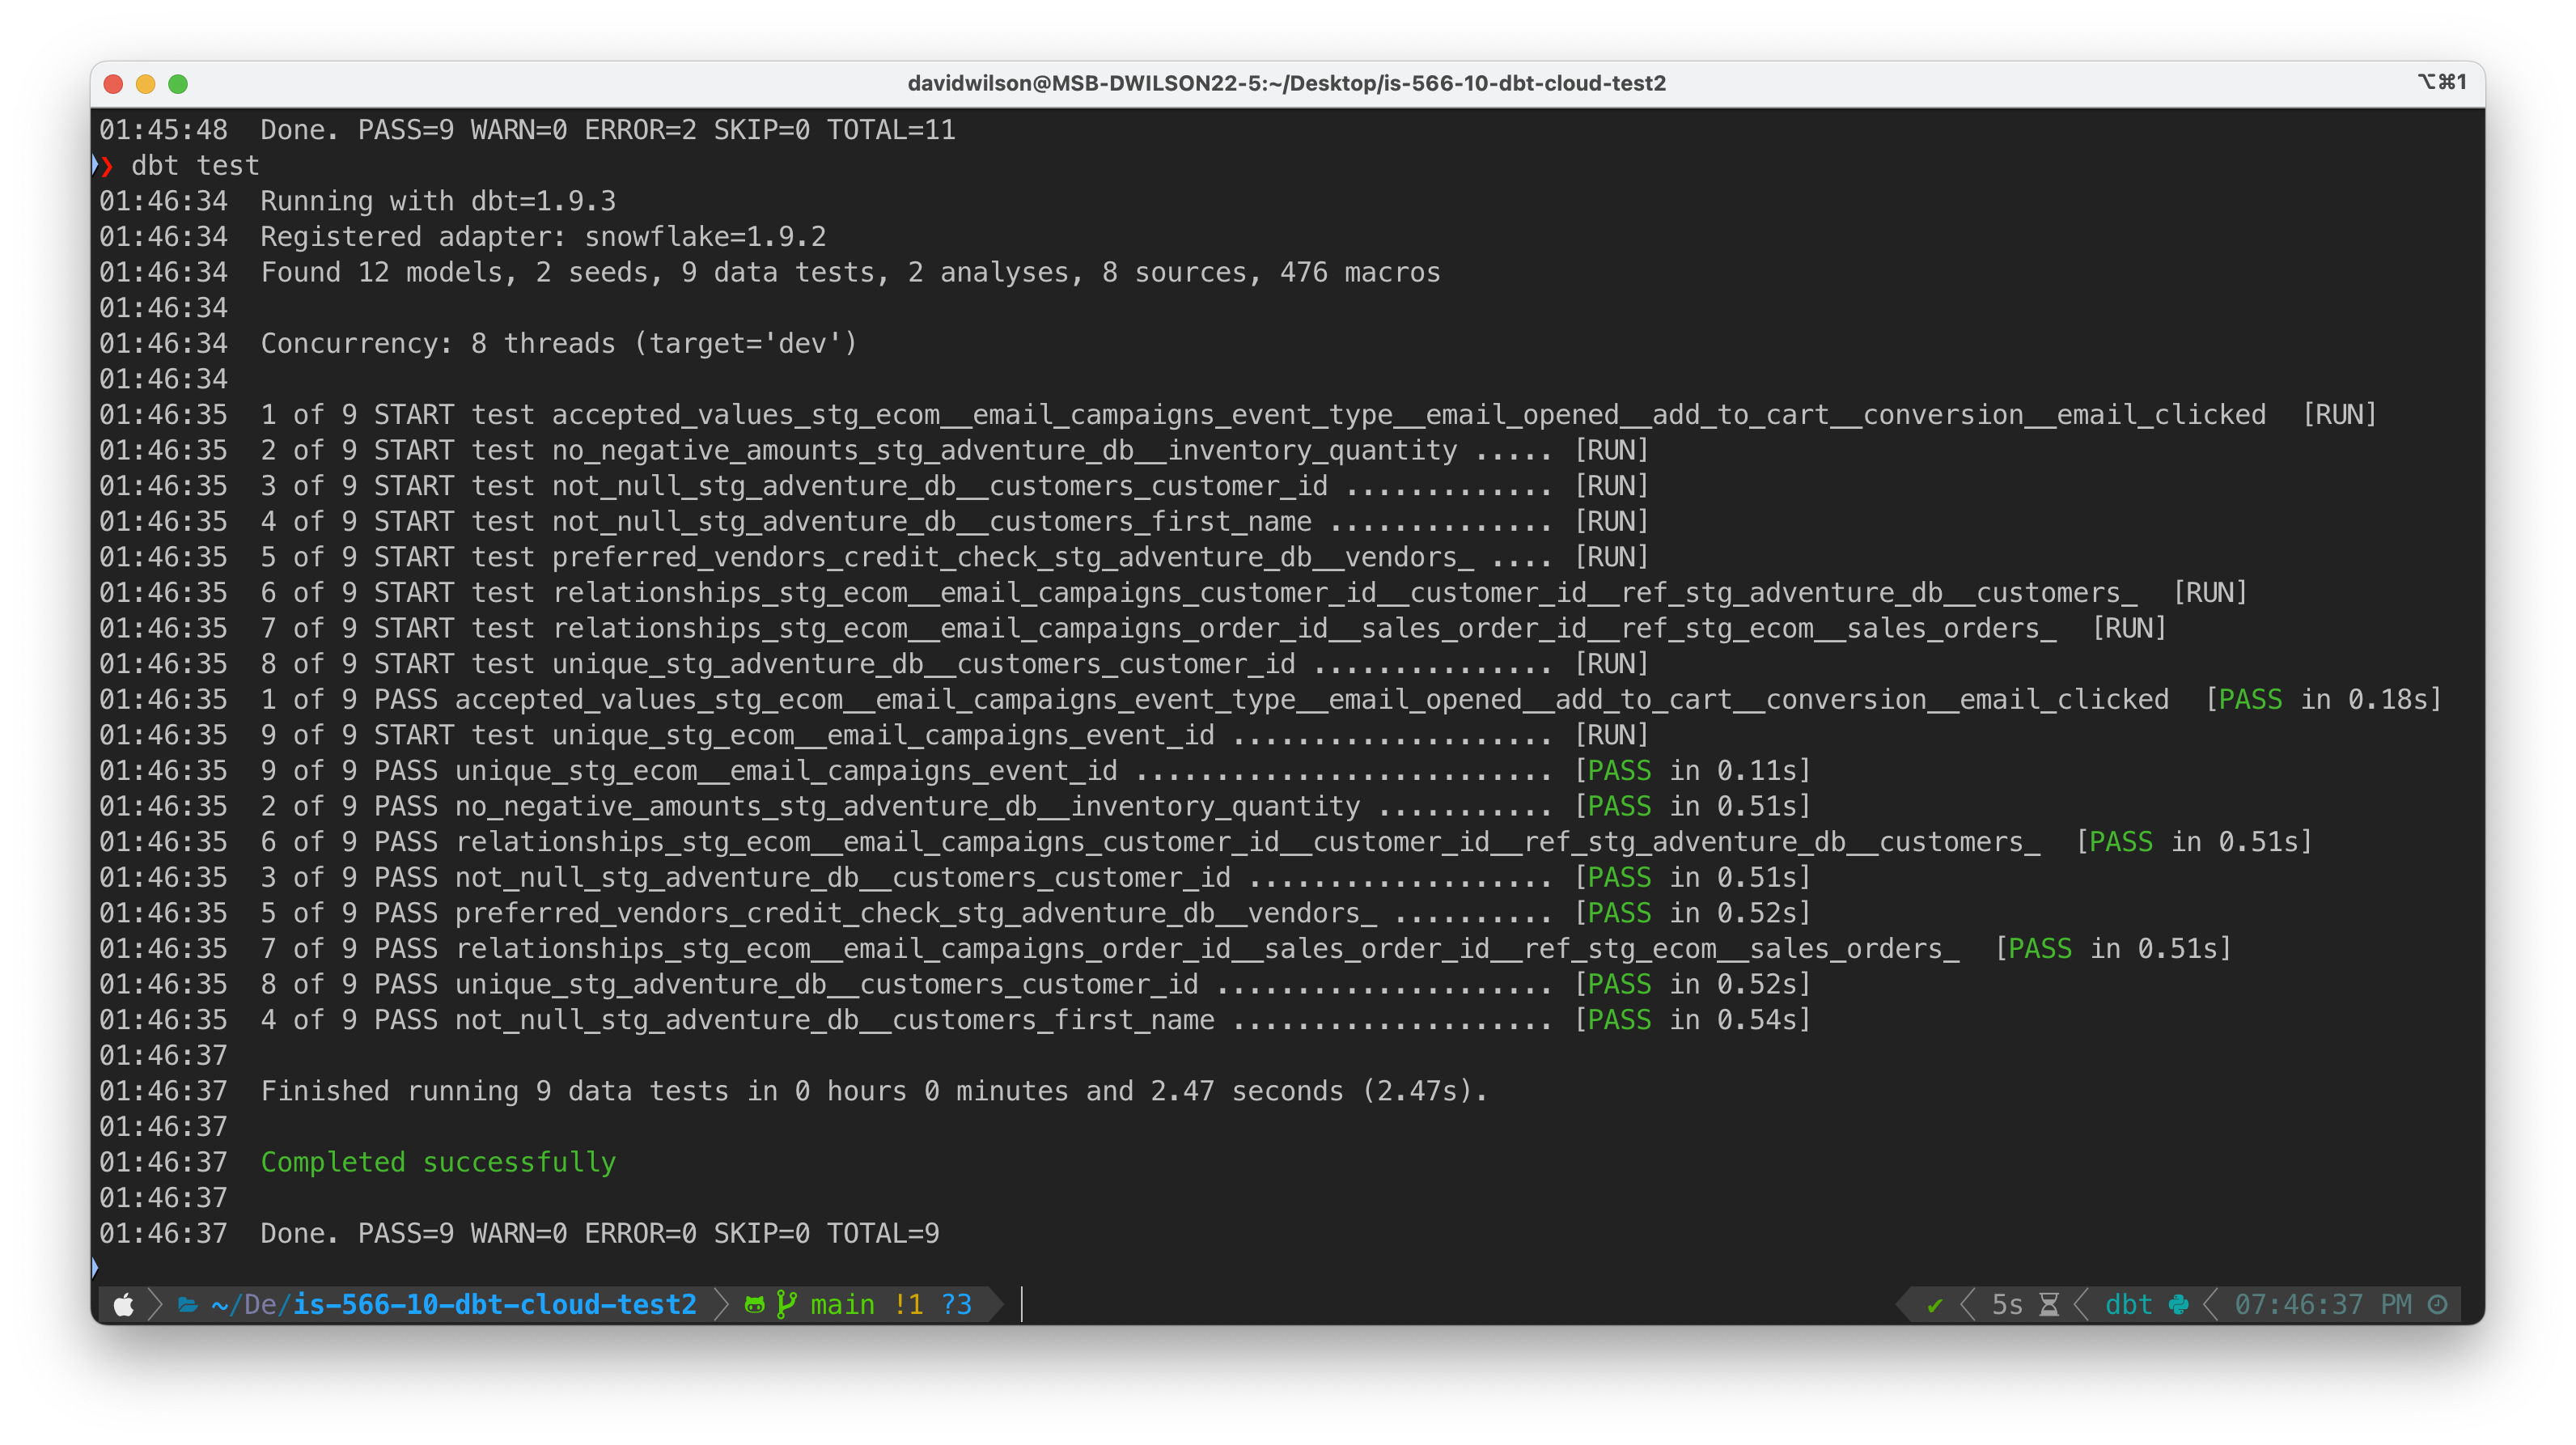 davidwilson@MSB-DWILSON22-5:~/Desktop/is-566-10-dbt-cloud-test2 ⌥⌘1
01:45:48  Done. PASS=9 WARN=0 ERROR=2 SKIP=0 TOTAL=11
❯ dbt test
01:46:34  Running with dbt=1.9.3
01:46:34  Registered adapter: snowflake=1.9.2
01:46:34  Found 12 models, 2 seeds, 9 data tests, 2 analyses, 8 sources, 476 macros
01:46:34
01:46:34  Concurrency: 8 threads (target='dev')
01:46:34
01:46:35  1 of 9 START test accepted_values_stg_ecom__email_campaigns_event_type__email_opened__add_to_cart__conversion__email_clicked  [RUN]
01:46:35  2 of 9 START test no_negative_amounts_stg_adventure_db__inventory_quantity ..... [RUN]
01:46:35  3 of 9 START test not_null_stg_adventure_db__customers_customer_id ............. [RUN]
01:46:35  4 of 9 START test not_null_stg_adventure_db__customers_first_name .............. [RUN]
01:46:35  5 of 9 START test preferred_vendors_credit_check_stg_adventure_db__vendors_ .... [RUN]
01:46:35  6 of 9 START test relationships_stg_ecom__email_campaigns_customer_id__customer_id__ref_stg_adventure_db__customers_  [RUN]
01:46:35  7 of 9 START test relationships_stg_ecom__email_campaigns_order_id__sales_order_id__ref_stg_ecom__sales_orders_  [RUN]
01:46:35  8 of 9 START test unique_stg_adventure_db__customers_customer_id ............... [RUN]
01:46:35  1 of 9 PASS accepted_values_stg_ecom__email_campaigns_event_type__email_opened__add_to_cart__conversion__email_clicked  [PASS in 0.18s]
01:46:35  9 of 9 START test unique_stg_ecom__email_campaigns_event_id .................... [RUN]
01:46:35  9 of 9 PASS unique_stg_ecom__email_campaigns_event_id .......................... [PASS in 0.11s]
01:46:35  2 of 9 PASS no_negative_amounts_stg_adventure_db__inventory_quantity ........... [PASS in 0.51s]
01:46:35  6 of 9 PASS relationships_stg_ecom__email_campaigns_customer_id__customer_id__ref_stg_adventure_db__customers_  [PASS in 0.51s]
01:46:35  3 of 9 PASS not_null_stg_adventure_db__customers_customer_id ................... [PASS in 0.51s]
01:46:35  5 of 9 PASS preferred_vendors_credit_check_stg_adventure_db__vendors_ .......... [PASS in 0.52s]
01:46:35  7 of 9 PASS relationships_stg_ecom__email_campaigns_order_id__sales_order_id__ref_stg_ecom__sales_orders_  [PASS in 0.51s]
01:46:35  8 of 9 PASS unique_stg_adventure_db__customers_customer_id ..................... [PASS in 0.52s]
01:46:35  4 of 9 PASS not_null_stg_adventure_db__customers_first_name .................... [PASS in 0.54s]
01:46:37
01:46:37  Finished running 9 data tests in 0 hours 0 minutes and 2.47 seconds (2.47s).
01:46:37
01:46:37  Completed successfully
01:46:37
01:46:37  Done. PASS=9 WARN=0 ERROR=0 SKIP=0 TOTAL=9
~/De/is-566-10-dbt-cloud-test2 main !1 ?3 ✔ 5s dbt 07:46:37 PM